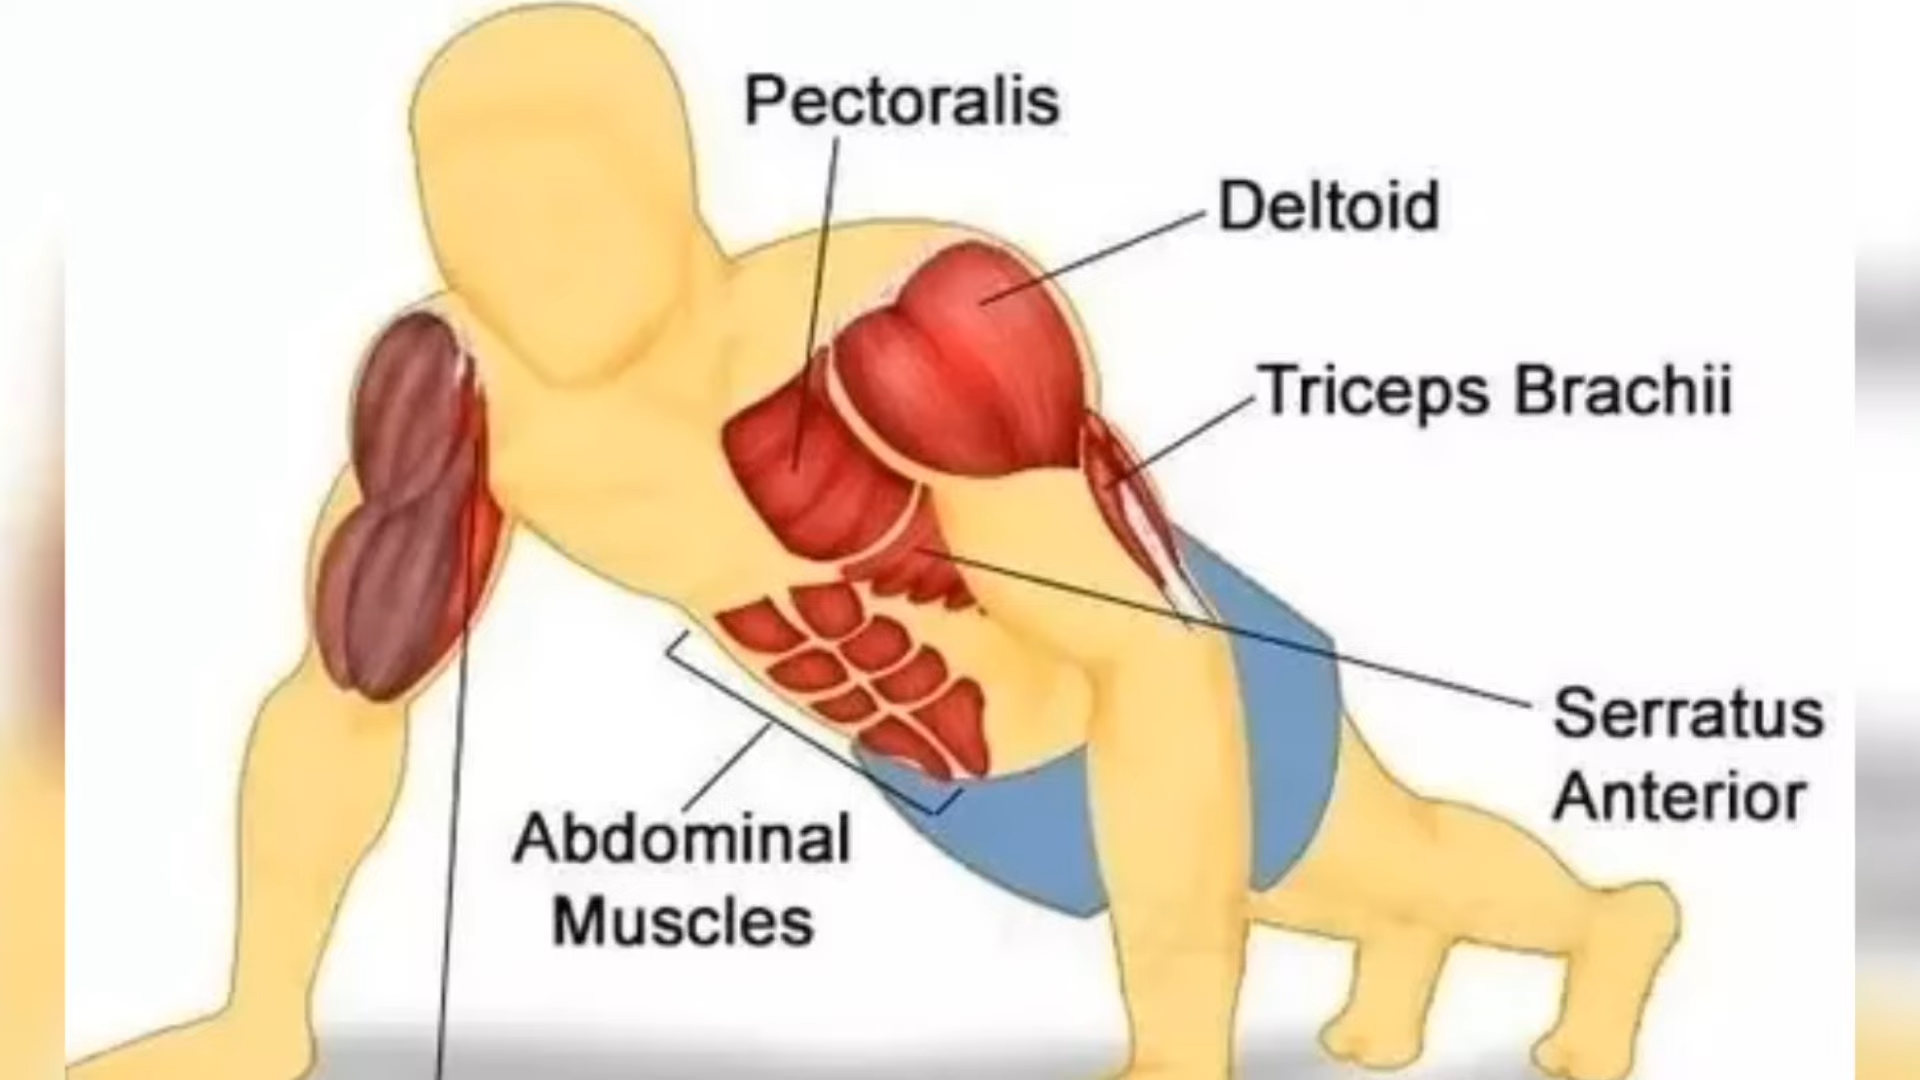 Pectoralis
Deltoid
Triceps Brachii
Serratus
Anterior
Abdominal
Muscles